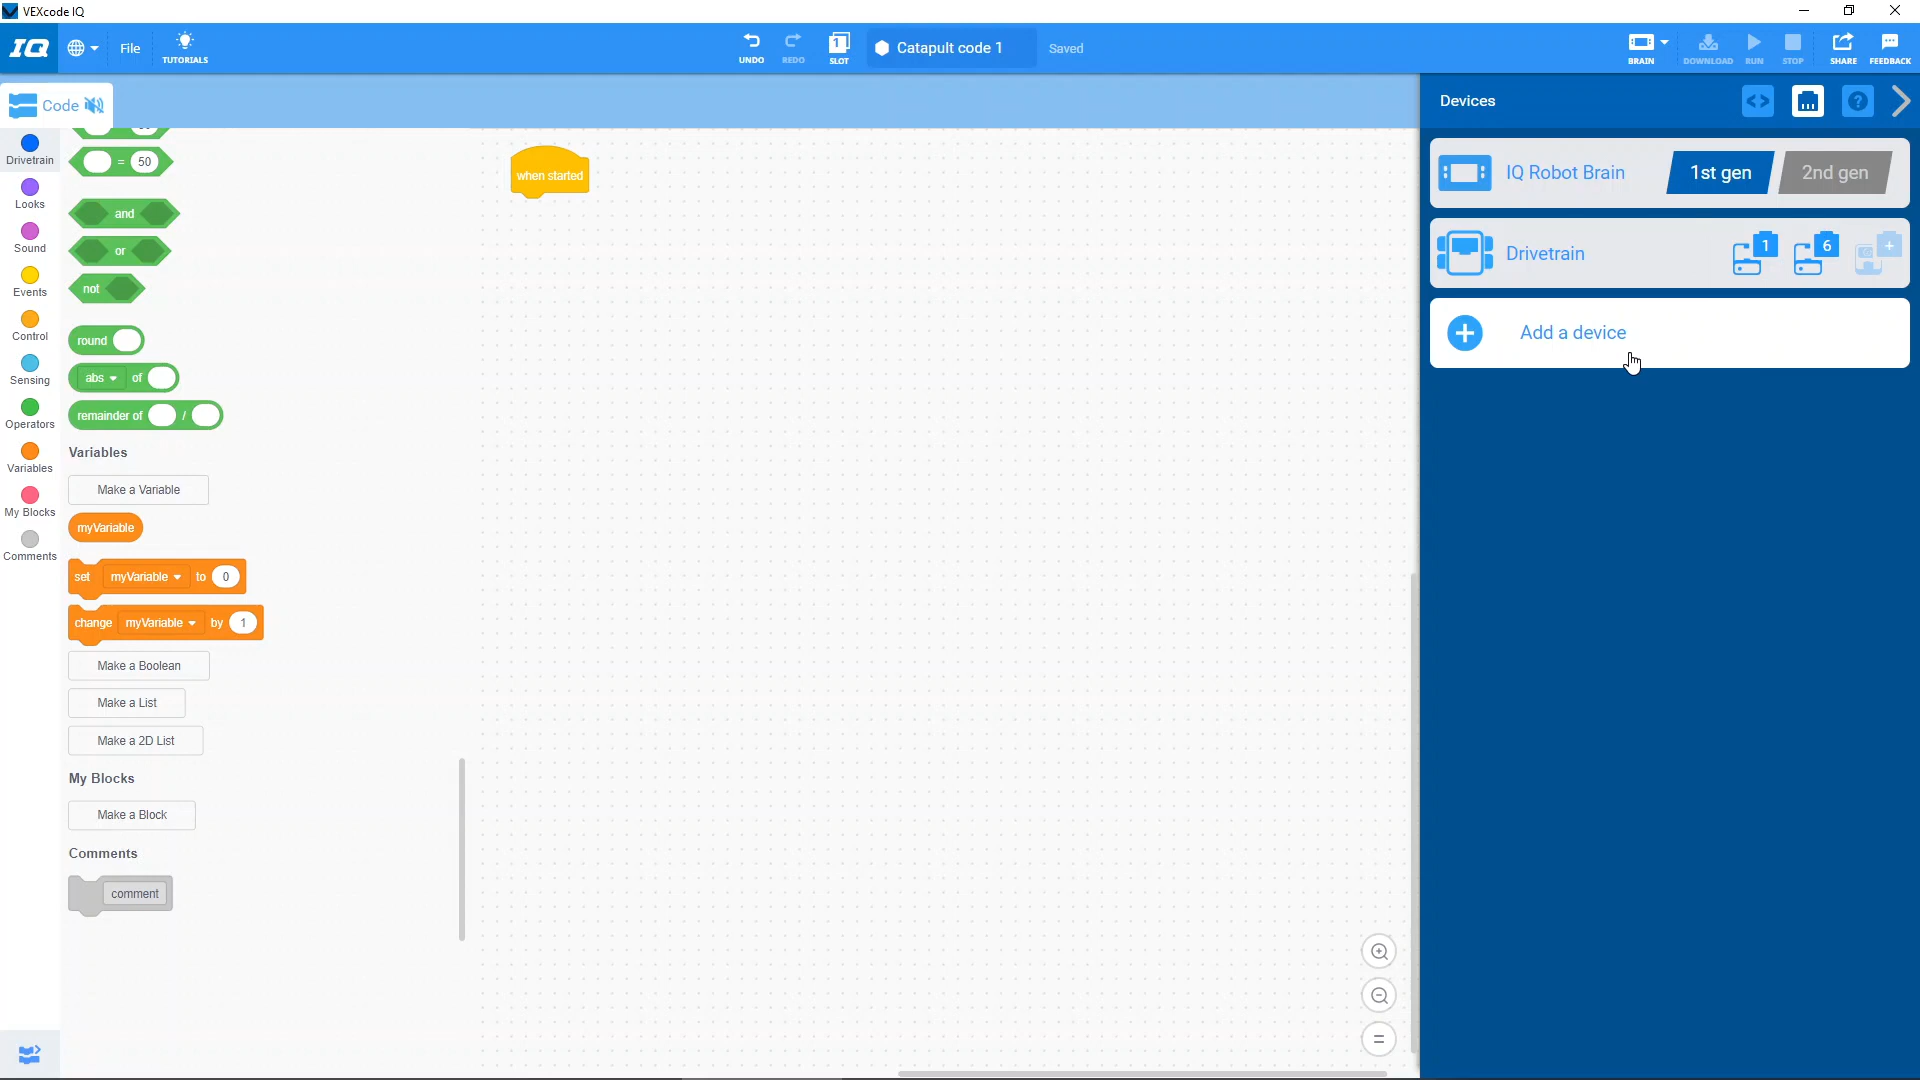 VEXcode IQ
IQ File TUTORIALS UNDO REDO 1 SLOT Catapult code 1 Saved BRAIN DOWNLOAD RUN STOP SHARE FEEDBACK
Code
Devices
Drivetrain
Looks
Sound
Events
Control
Sensing
Operators
Variables
My Blocks
Comments
= 50
and
or
not
round
abs of
remainder of /
Variables
Make a Variable
myVariable
set myVariable to 0
change myVariable by 1
Make a Boolean
Make a List
Make a 2D List
My Blocks
Make a Block
Comments
comment
when started
IQ Robot Brain 1st gen 2nd gen
Drivetrain 1 6 +
Add a device